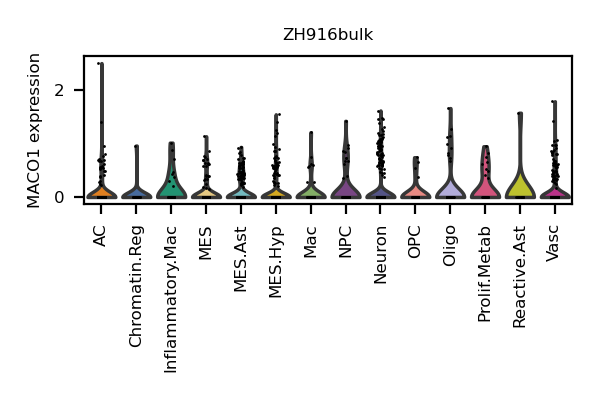 ZH916bulk
MACO1 expression
2
0
AC
Chromatin.Reg
Inflammatory.Mac
MES
MES.Ast
MES.Hyp
Mac
NPC
Neuron
OPC
Oligo
Prolif.Metab
Reactive.Ast
Vasc